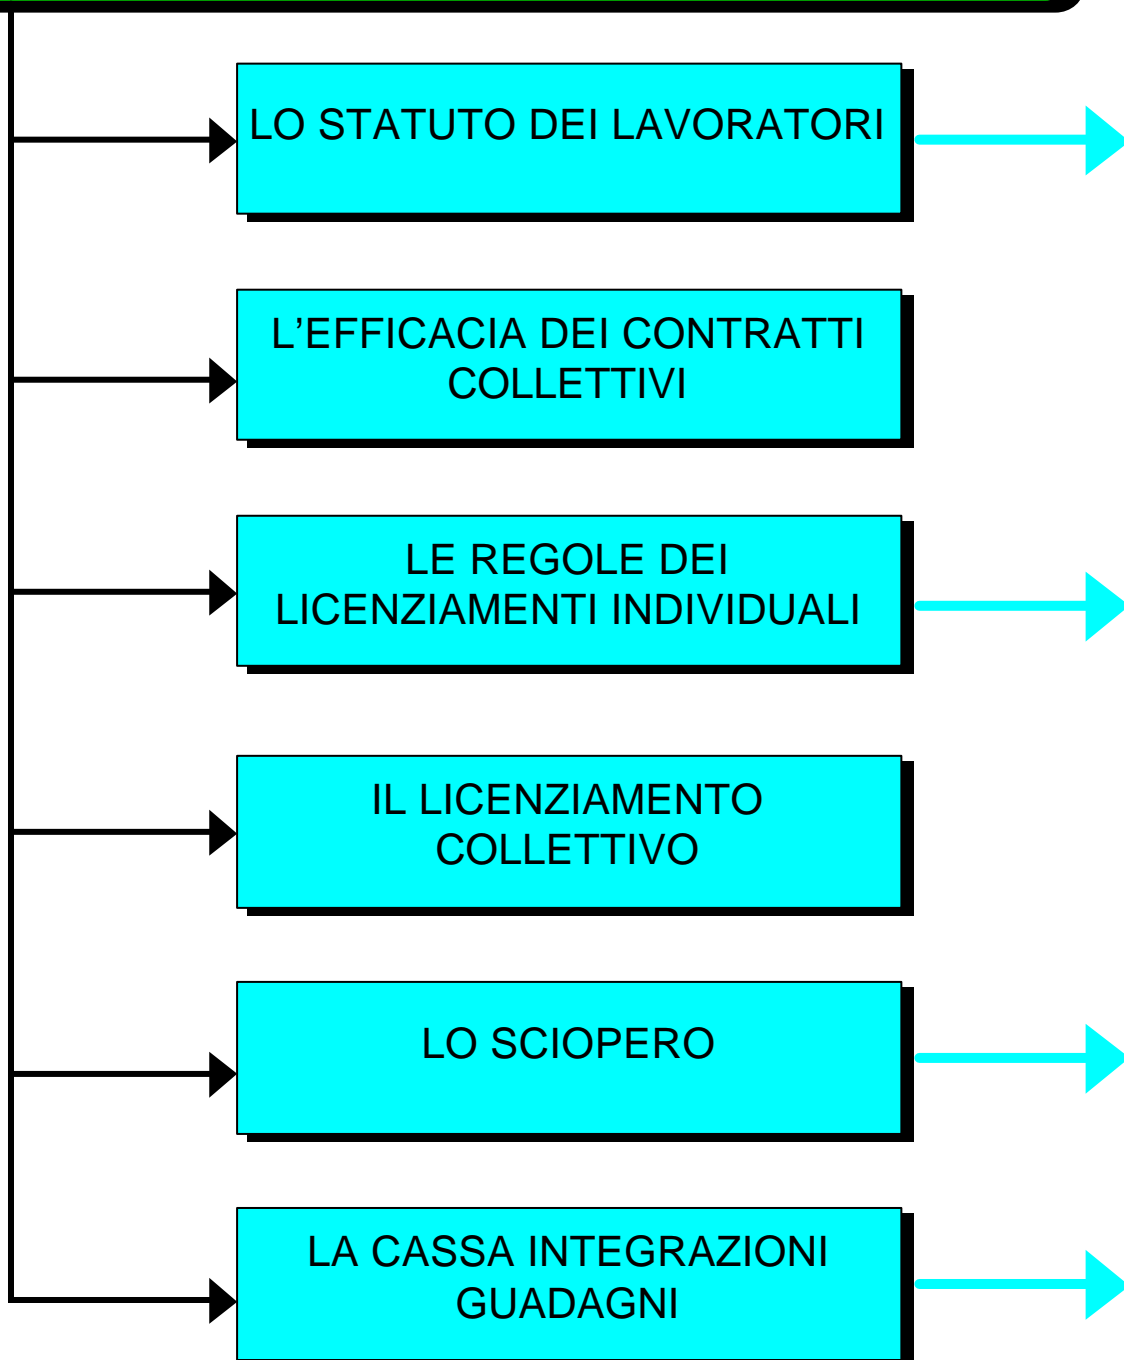 LO STATUTO DEI LAVORATORI
L’EFFICACIA DEI CONTRATTI
COLLETTIVI
LE REGOLE DEI
LICENZIAMENTI INDIVIDUALI
IL LICENZIAMENTO
COLLETTIVO
LO SCIOPERO
LA CASSA INTEGRAZIONI
GUADAGNI